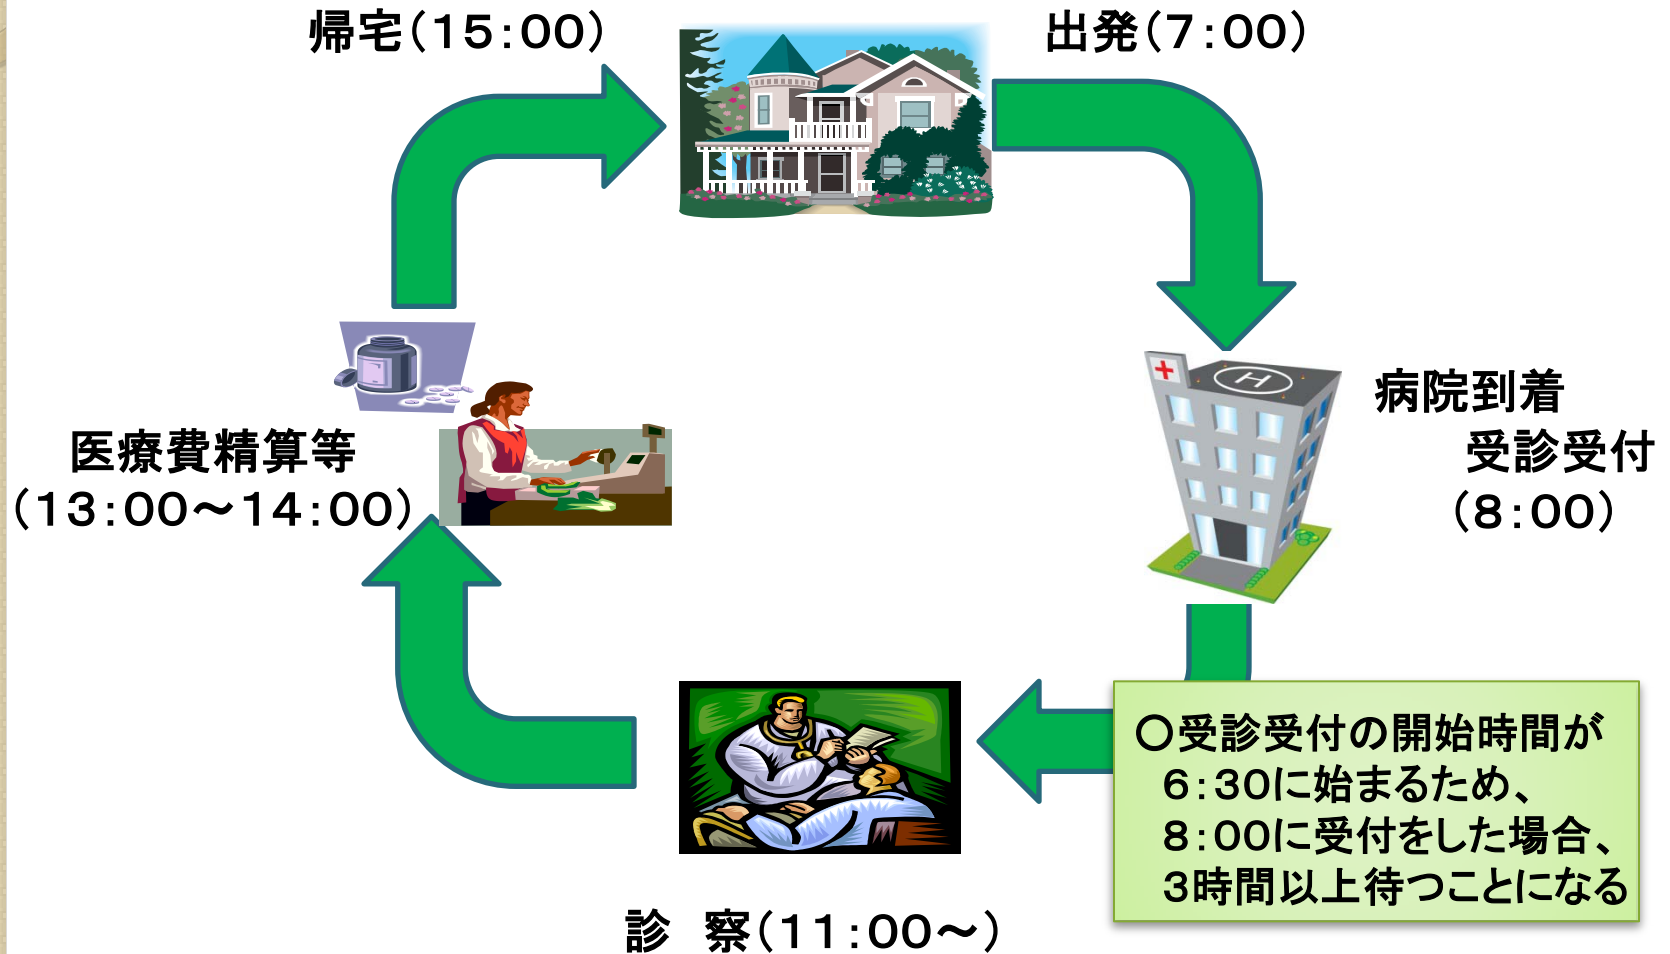 帰宅（１５：００）
出発（７：００）
病院到着
受診受付
（８：００）
〇受診受付の開始時間が
６：３０に始まるため、
８：００に受付をした場合、
３時間以上待つことになる
診　察（１１：００～）
医療費精算等
（１３：００～１４：００）
H